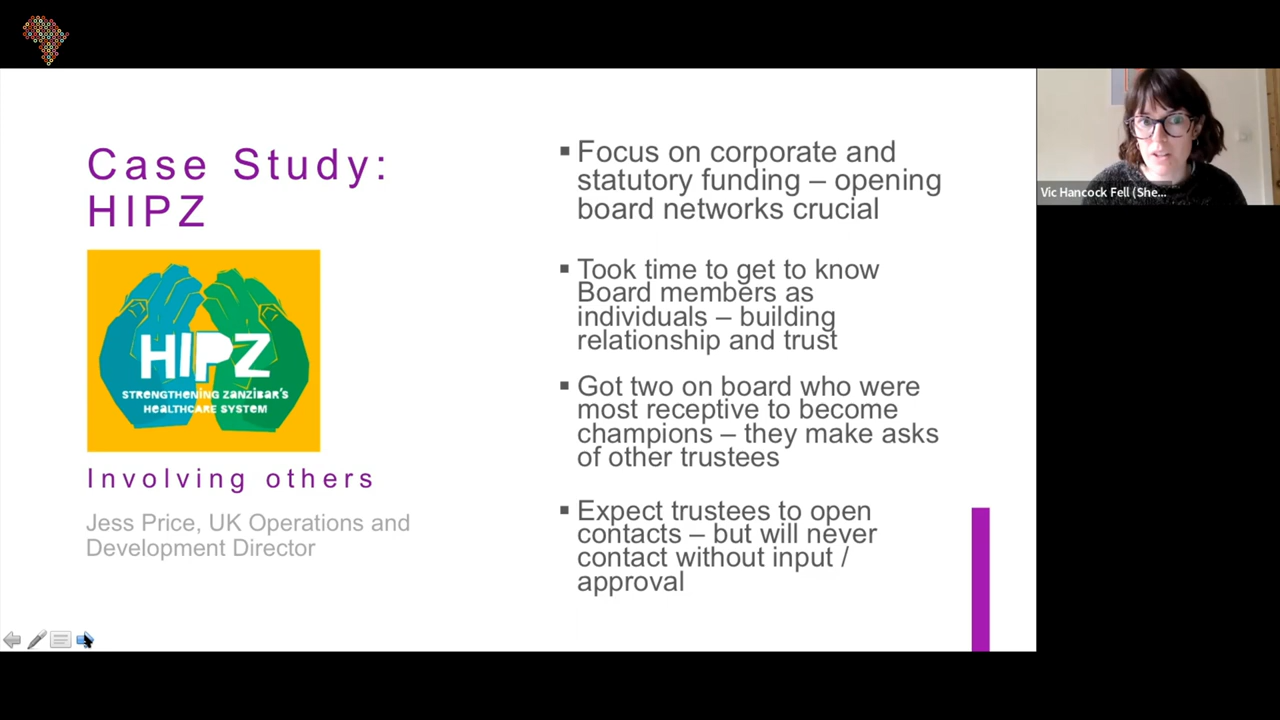 Case Study:
HIPZ
HIPZ
STRENGTHENING ZANZIBAR'S
HEALTHCARE SYSTEM
Involving others
Jess Price, UK Operations and
Development Director
▪ Focus on corporate and
statutory funding – opening
board networks crucial
▪ Took time to get to know
Board members as
individuals – building
relationship and trust
▪ Got two on board who were
most receptive to become
champions – they make asks
of other trustees
▪ Expect trustees to open
contacts – but will never
contact without input /
approval
Vic Hancock Fell (She...